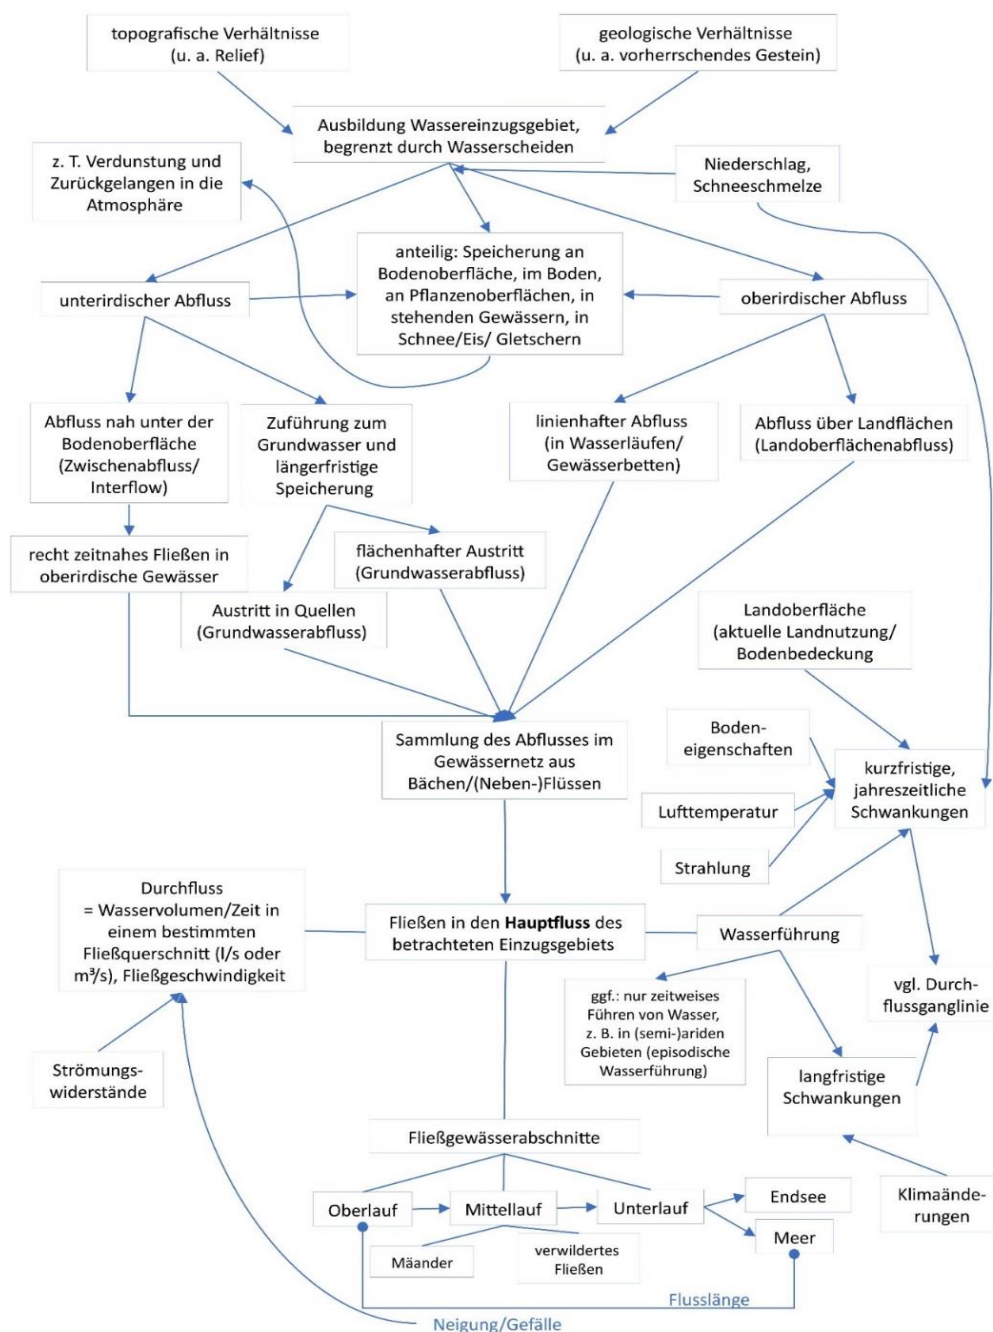 topografische Verhältnisse
(u. a. Relief)
geologische Verhältnisse
(u. a. vorherrschendes Gestein)
Ausbildung Wassereinzugsgebiet,
begrenzt durch Wasserscheiden
z. T. Verdunstung und
Zurückgelangen in die
Atmosphäre
Niederschlag,
Schneeschmelze
anteilig: Speicherung an
Bodenoberfläche, im Boden,
an Pflanzenoberflächen, in
stehenden Gewässern, in
Schnee/Eis/ Gletschern
unterirdischer Abfluss
oberirdischer Abfluss
Abfluss nah unter der
Bodenoberfläche
(Zwischenabfluss/
Interflow)
Zuführung zum
Grundwasser und
längerfristige
Speicherung
linienhafter Abfluss
(in Wasserläufen/
Gewässerbetten)
Abfluss über Landflächen
(Landoberflächenabfluss)
recht zeitnahes Fließen in
oberirdische Gewässer
flächenhafter Austritt
(Grundwasserabfluss)
Austritt in Quellen
(Grundwasserabfluss)
Landoberfläche
(aktuelle Landnutzung/
Bodenbedeckung
Sammlung des Abflusses im
Gewässernetz aus
Bächen/(Neben-)Flüssen
Boden-
eigenschaften
kurzfristige,
jahreszeitliche
Schwankungen
Lufttemperatur
Strahlung
Durchfluss
= Wasservolumen/Zeit in
einem bestimmten
Fließquerschnitt (l/s oder
m³/s), Fließgeschwindigkeit
Fließen in den Hauptfluss des
betrachteten Einzugsgebiets
Wasserführung
ggf.: nur zeitweises
Führen von Wasser,
z. B. in (semi-)ariden
Gebieten (episodische
Wasserführung)
vgl. Durch-
flussganglinie
Strömungs-
widerstände
langfristige
Schwankungen
Fließgewässerabschnitte
Oberlauf
Mittellauf
Unterlauf
Endsee
Meer
Klimaände-
rungen
Mäander
verwildertes
Fließen
Flusslänge
Neigung/Gefälle